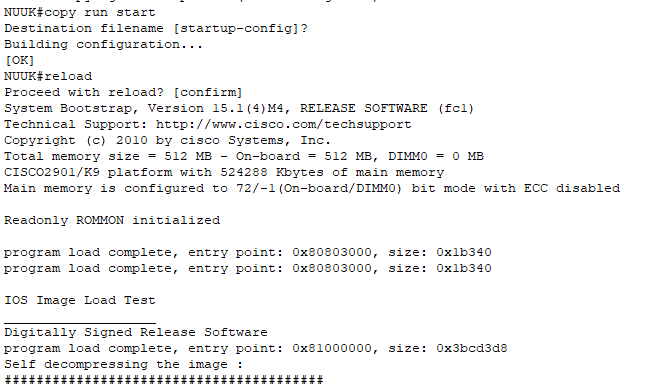 NUUK#copy run start
Destination filename [startup-config]?
Building configuration...
[OK]
NUUK#reload
Proceed with reload? [confirm]
System Bootstrap, Version 15.1(4)M4, RELEASE SOFTWARE (fc1)
Technical Support: http://www.cisco.com/techsupport
Copyright (c) 2010 by cisco Systems, Inc.
Total memory size = 512 MB - On-board = 512 MB, DIMM0 = 0 MB
CISCO2901/K9 platform with 524288 Kbytes of main memory
Main memory is configured to 72/-1(On-board/DIMM0) bit mode with ECC disabled
Readonly ROMMON initialized
program load complete, entry point: 0x80803000, size: 0x1b340
program load complete, entry point: 0x80803000, size: 0x1b340
IOS Image Load Test
___________________
Digitally Signed Release Software
program load complete, entry point: 0x81000000, size: 0x3bcd3d8
Self decompressing the image :
########################################